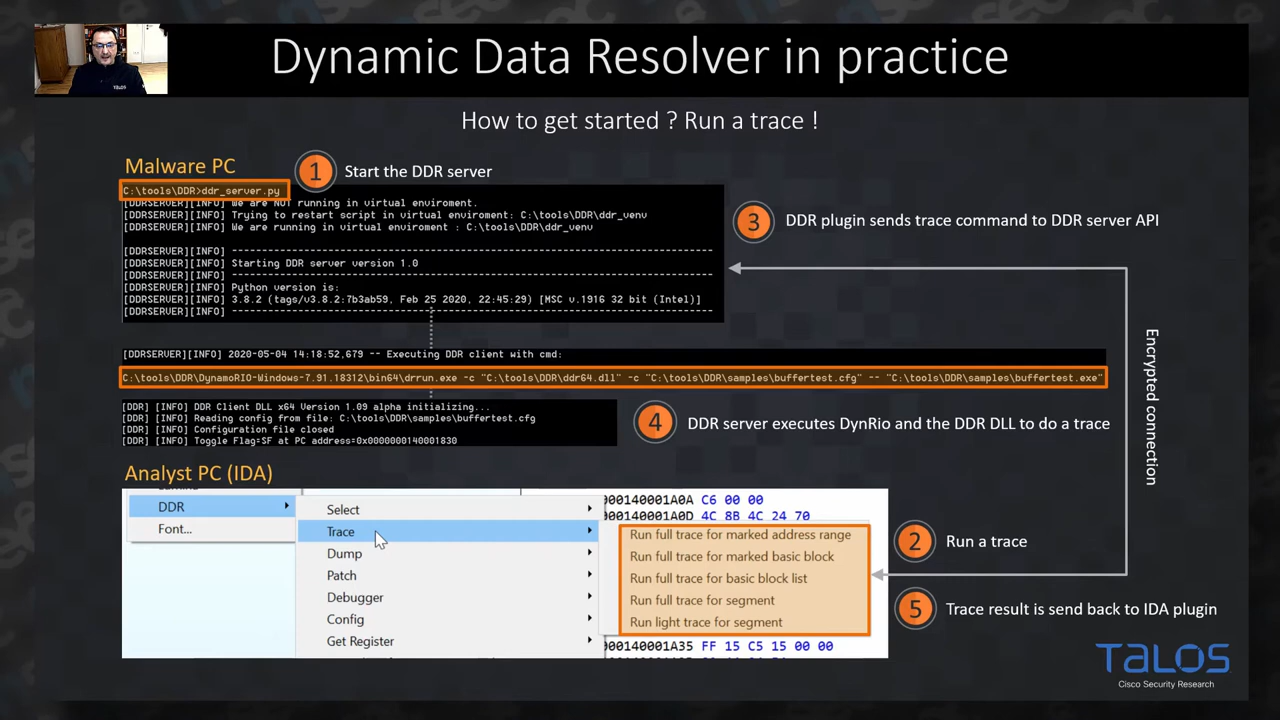 Dynamic Data Resolver in practice
How to get started ? Run a trace !
Malware PC
1 Start the DDR server
C:\tools\DDR>ddr_server.py
[DDRSERVER][INFO] We are NOT running in virtual enviroment.
[DDRSERVER][INFO] Trying to restart script in virtual enviroment: C:\tools\DDR\ddr_venv
[DDRSERVER][INFO] We are running in virtual enviroment : C:\tools\DDR\ddr_venv
[DDRSERVER][INFO] ----------------------------------------------------------------
[DDRSERVER][INFO] Starting DDR server version 1.0
[DDRSERVER][INFO] ----------------------------------------------------------------
[DDRSERVER][INFO] Python version is:
3.8.2 (tags/v3.8.2:7b3ab59, Feb 25 2020, 22:45:29) [MSC v.1916 32 bit (Intel)]
[DDRSERVER][INFO] ----------------------------------------------------------------
3 DDR plugin sends trace command to DDR server API
[DDRSERVER][INFO] 2020-05-04 14:18:52,679 -- Executing DDR client with cmd:
C:\tools\DDR\DynamoRIO-Windows-7.91.18312\bin64\drrun.exe -c "C:\tools\DDR\ddr64.dll" -c "C:\tools\DDR\samples\buffertest.cfg" -- "C:\tools\DDR\samples\buffertest.exe"
[DDR] [INFO] DDR Client DLL x64 Version 1.09 alpha initializing...
[DDR] [INFO] Reading config from file: C:\tools\DDR\samples\buffertest.cfg
[DDR] [INFO] Configuration file closed
[DDR] [INFO] Toggle Flag=SF at PC address=0x0000000140001830
4 DDR server executes DynRio and the DDR DLL to do a trace
Encrypted connection
Analyst PC (IDA)
DDR
Font...
Select
Trace
Dump
Patch
Debugger
Config
Get Register
000140001A0A C6 00 00
000140001A0D 4C 8B 4C 24 70
Run full trace for marked address range
Run full trace for marked basic block
Run full trace for basic block list
Run full trace for segment
Run light trace for segment
000140001A35 FF 15 C5 15 00 00
2 Run a trace
5 Trace result is send back to IDA plugin
TALOS
Cisco Security Research